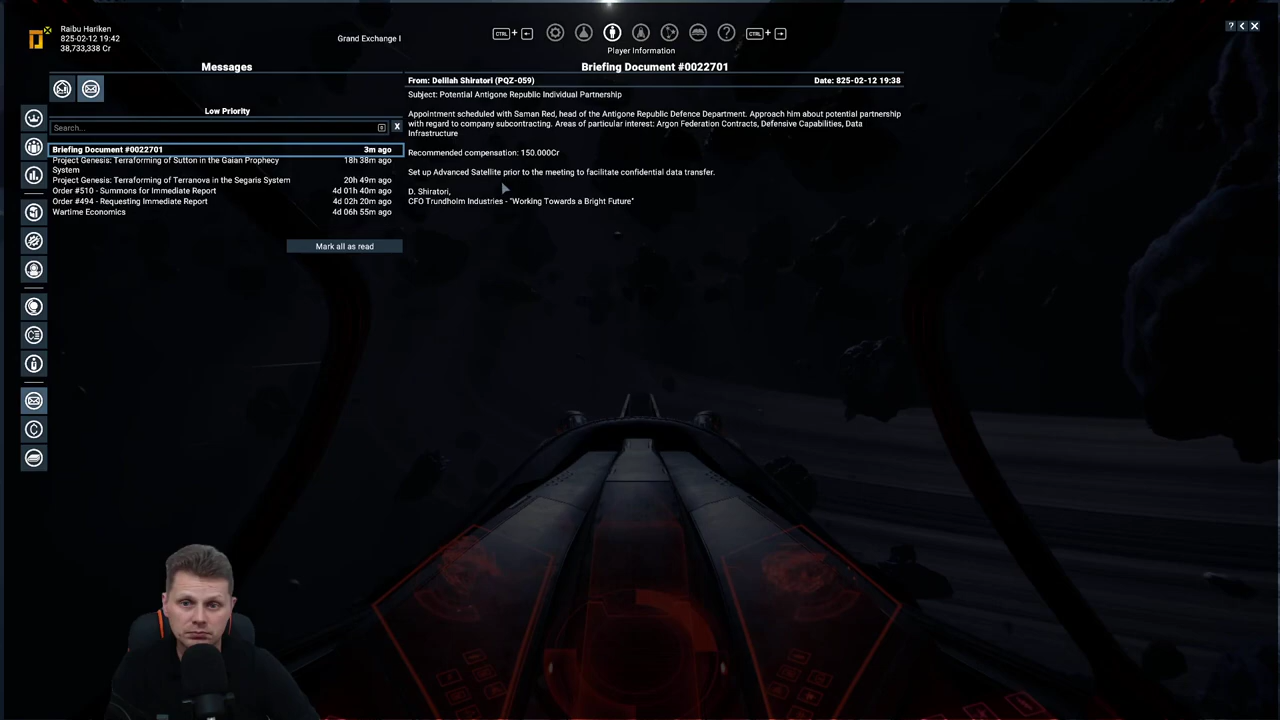 Raibu Hariken
825-02-12 19:42
38,733,338 Cr
Grand Exchange I
CTRL +
CTRL +
Player Information
? < X
Messages
Low Priority
Search...
X
Briefing Document #0022701 3m ago
Project Genesis: Terraforming of Sutton in the Gaian Prophecy 18h 38m ago
System
Project Genesis: Terraforming of Terranova in the Segaris System 20h 49m ago
Order #510 - Summons for Immediate Report 4d 01h 40m ago
Order #494 - Requesting Immediate Report 4d 02h 20m ago
Wartime Economics 4d 06h 55m ago
Mark all as read
Briefing Document #0022701
From: Delilah Shiratori (PQZ-059) Date: 825-02-12 19:38
Subject: Potential Antigone Republic Individual Partnership
Appointment scheduled with Saman Red, head of the Antigone Republic Defence Department. Approach him about potential partnership
with regard to company subcontracting. Areas of particular interest: Argon Federation Contracts, Defensive Capabilities, Data
Infrastructure
Recommended compensation: 150.000Cr
Set up Advanced Satellite prior to the meeting to facilitate confidential data transfer.
D. Shiratori,
CFO Trundholm Industries - "Working Towards a Bright Future"